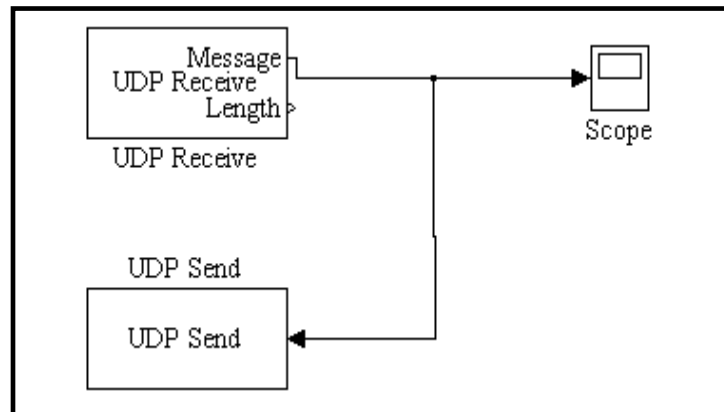 Message
UDP Receive
Length
UDP Receive
Scope
UDP Send
UDP Send